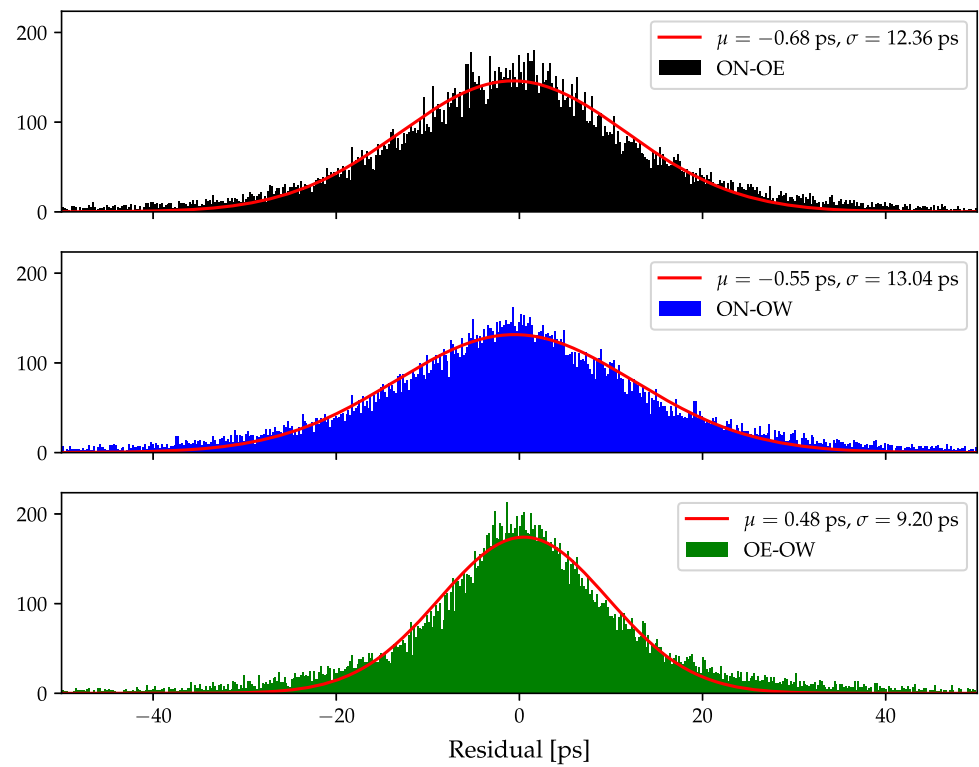 200
100
0
μ = −0.68 ps, σ = 12.36 ps
ON-OE
200
100
0
μ = −0.55 ps, σ = 13.04 ps
ON-OW
200
100
0
μ = 0.48 ps, σ = 9.20 ps
OE-OW
−40 −20 0 20 40
Residual [ps]